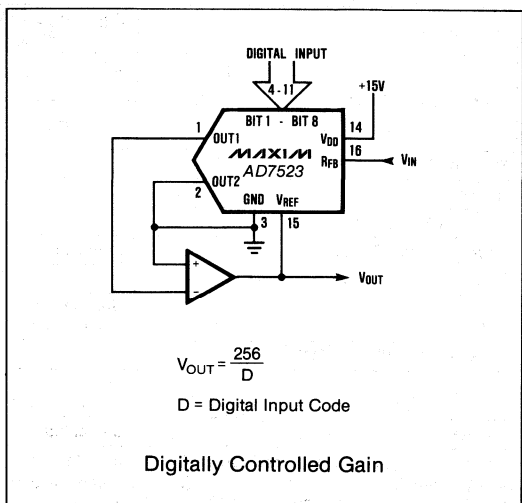 DIGITAL INPUT
4 - 11
+15V
BIT 1 - BIT 8
14
1
OUT1
VDD
MAXIM
16
AD7523
RFB
VIN
OUT2
2
GND
VREF
3
15
+
−
VOUT
VOUT = 256
D
D = Digital Input Code
Digitally Controlled Gain